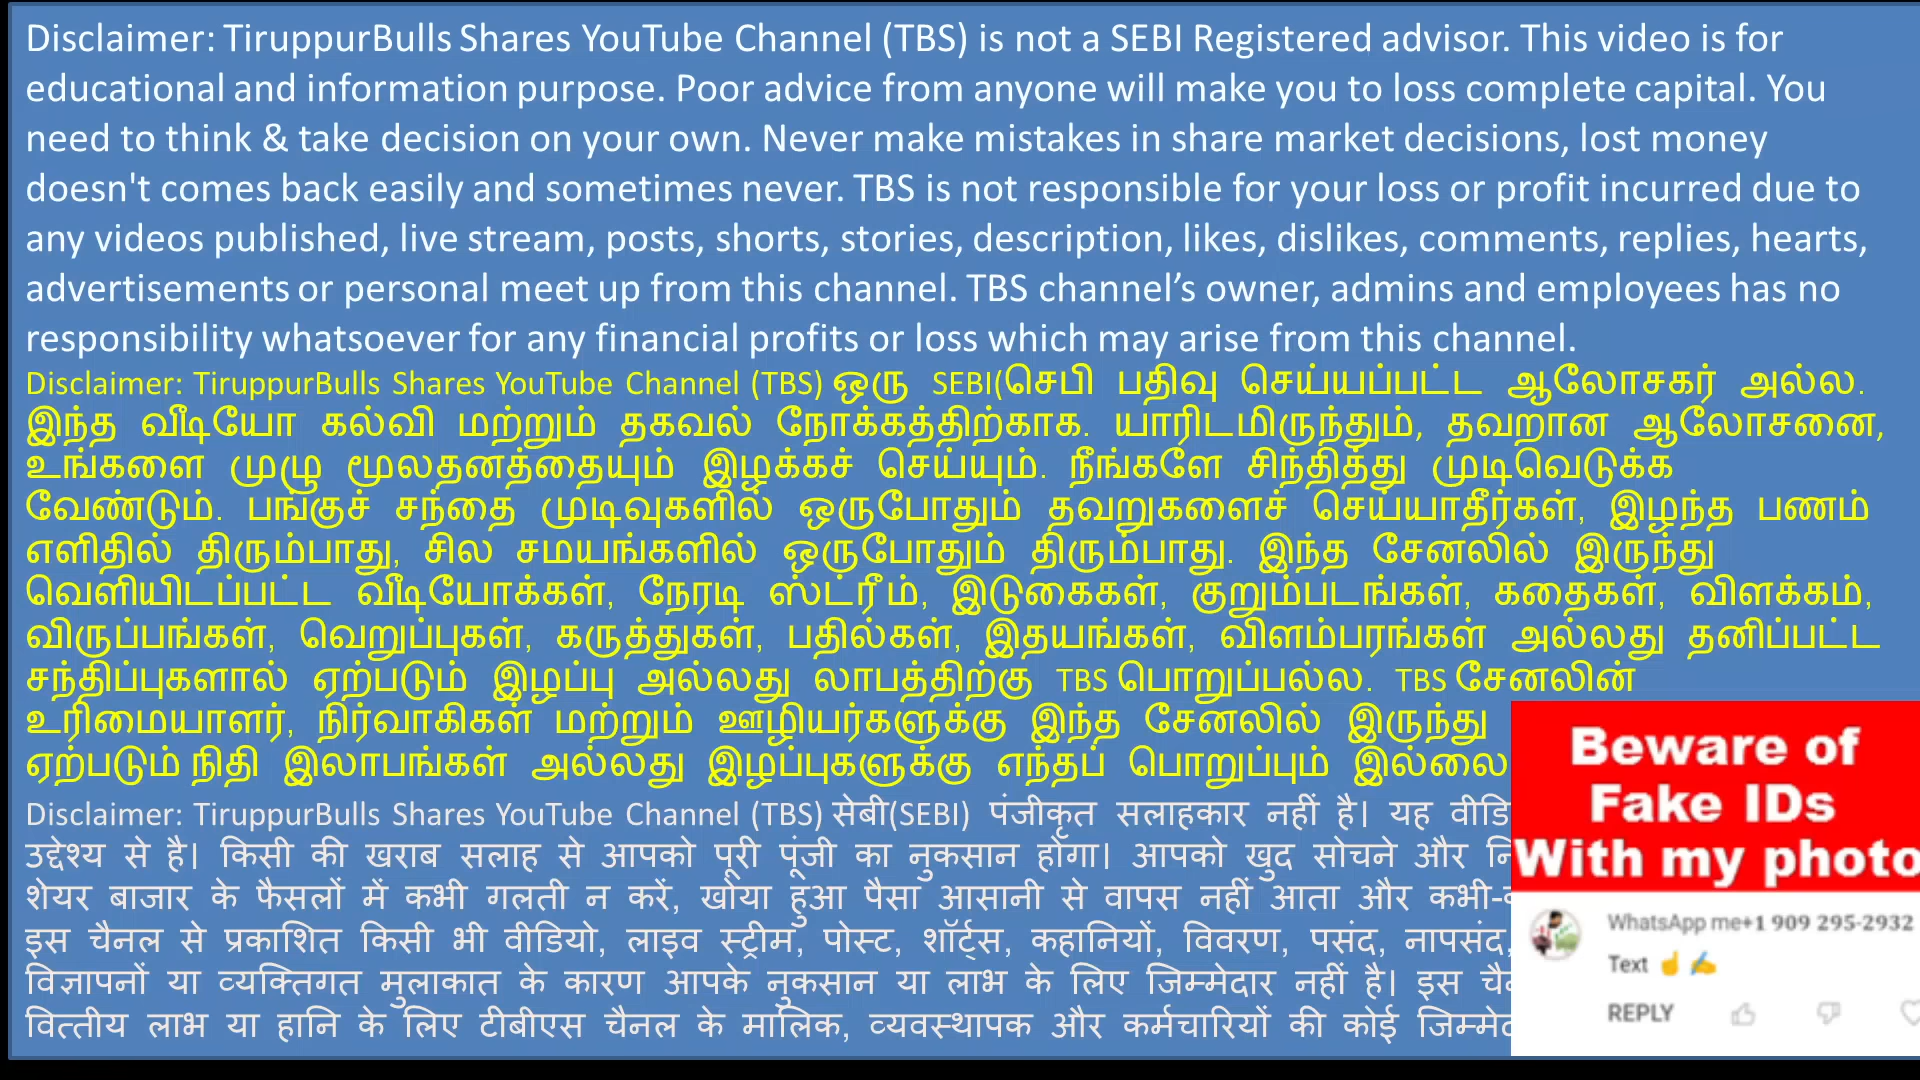 Disclaimer: TiruppurBulls Shares YouTube Channel (TBS) is not a SEBI Registered advisor. This video is for
educational and information purpose. Poor advice from anyone will make you to loss complete capital. You
need to think & take decision on your own. Never make mistakes in share market decisions, lost money
doesn't comes back easily and sometimes never. TBS is not responsible for your loss or profit incurred due to
any videos published, live stream, posts, shorts, stories, description, likes, dislikes, comments, replies, hearts,
advertisements or personal meet up from this channel. TBS channel’s owner, admins and employees has no
responsibility whatsoever for any financial profits or loss which may arise from this channel.
Disclaimer: TiruppurBulls Shares YouTube Channel (TBS) ஒரு SEBI(செபி பதிவு செய்யப்பட்ட ஆலோசகர் அல்ல.
இந்த வீடியோ கல்வி மற்றும் தகவல் நோக்கத்திற்காக. யாரிடமிருந்தும், தவறான ஆலோசனை,
உங்களை முழு மூலதனத்தையும் இழக்கச் செய்யும். நீங்களே சிந்தித்து முடிவெடுக்க
வேண்டும். பங்குச் சந்தை முடிவுகளில் ஒருபோதும் தவறுகளைச் செய்யாதீர்கள், இழந்த பணம்
எளிதில் திரும்பாது, சில சமயங்களில் ஒருபோதும் திரும்பாது. இந்த சேனலில் இருந்து
வெளியிடப்பட்ட வீடியோக்கள், நேரடி ஸ்ட்ரீம், இடுகைகள், குறும்படங்கள், கதைகள், விளக்கம்,
விருப்பங்கள், வெறுப்புகள், கருத்துகள், பதில்கள், இதயங்கள், விளம்பரங்கள் அல்லது தனிப்பட்ட
சந்திப்புகளால் ஏற்படும் இழப்பு அல்லது லாபத்திற்கு TBS பொறுப்பல்ல. TBS சேனலின்
உரிமையாளர், நிர்வாகிகள் மற்றும் ஊழியர்களுக்கு இந்த சேனலில் இருந்து
ஏற்படும் நிதி இலாபங்கள் அல்லது இழப்புகளுக்கு எந்தப் பொறுப்பும் இல்லை
Disclaimer: TiruppurBulls Shares YouTube Channel (TBS) सेबी(SEBI) पंजीकृत सलाहकार नहीं है। यह
उद्देश्य से है। किसी की खराब सलाह से आपको पूरी पूंजी का नुकसान होगा। आपको खुद सोचने और
शेयर बाजार के फैसलों में कभी गलती न करें, खोया हुआ पैसा आसानी से वापस नहीं आता और
इस चैनल से प्रकाशित किसी भी वीडियो, लाइव स्ट्रीम, पोस्ट, शॉर्ट्स, कहानियों, विवरण, पसंद, नापसंद,
विज्ञापनों या व्यक्तिगत मुलाकात के कारण आपके नुकसान या लाभ के लिए जिम्मेदार नहीं है। इस
वित्तीय लाभ या हानि के लिए टीबीएस चैनल के मालिक, व्यवस्थापक और कर्मचारियों की कोई
Beware of
Fake IDs
With my photo
WhatsApp me+1 909 295-2932
Text ☝️ ✍️
REPLY